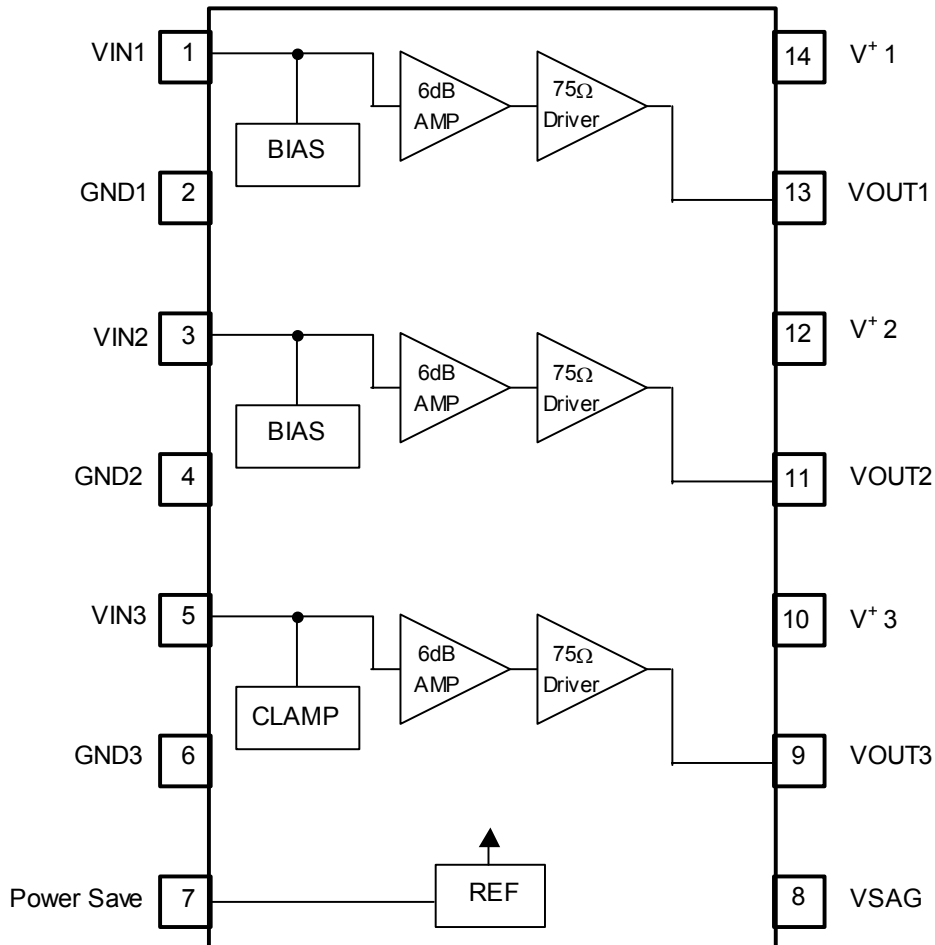 VIN1 1 6dB AMP 75Ω Driver 14 V+ 1
BIAS
GND1 2 13 VOUT1
VIN2 3 6dB AMP 75Ω Driver 12 V+ 2
BIAS
GND2 4 11 VOUT2
VIN3 5 6dB AMP 75Ω Driver 10 V+ 3
CLAMP
GND3 6 9 VOUT3
Power Save 7 REF 8 VSAG